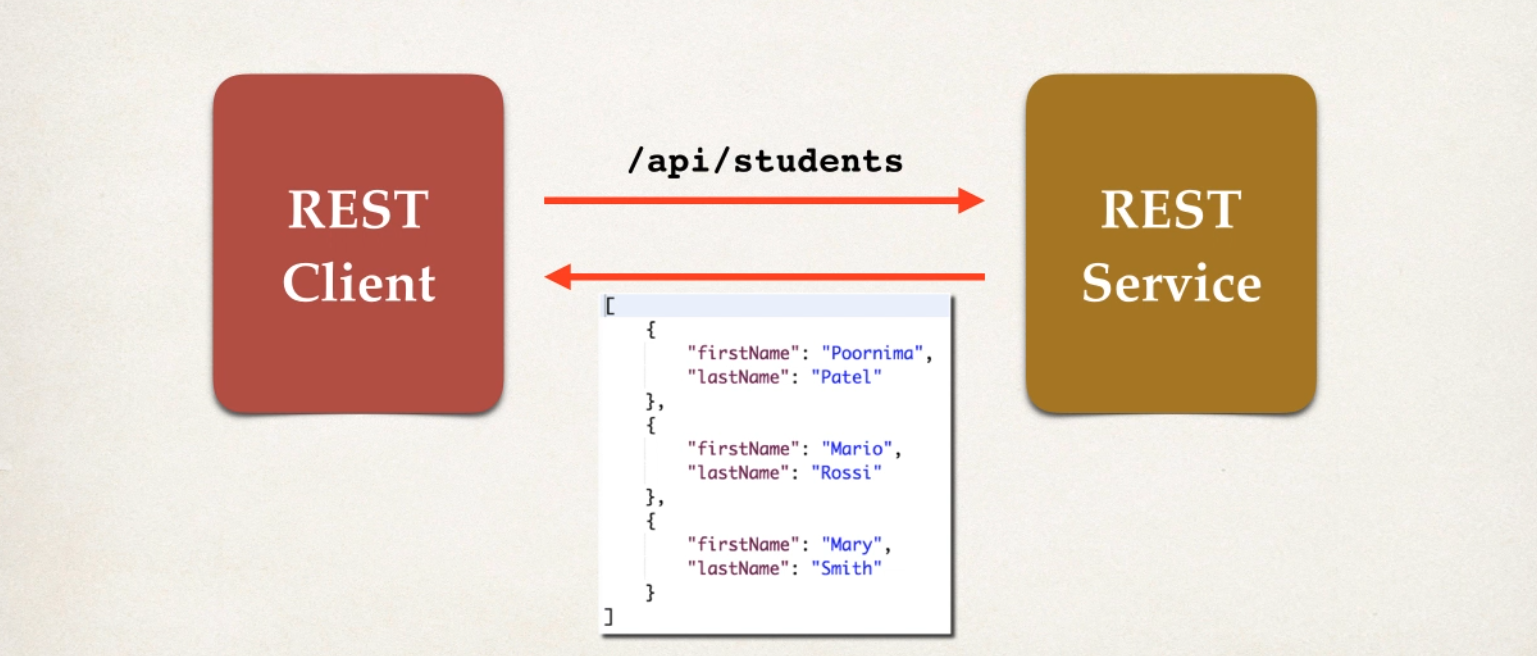 REST
Client
/api/students
REST
Service
[
    {
        "firstName": "Poornima",
        "lastName": "Patel"
    },
    {
        "firstName": "Mario",
        "lastName": "Rossi"
    },
    {
        "firstName": "Mary",
        "lastName": "Smith"
    }
]